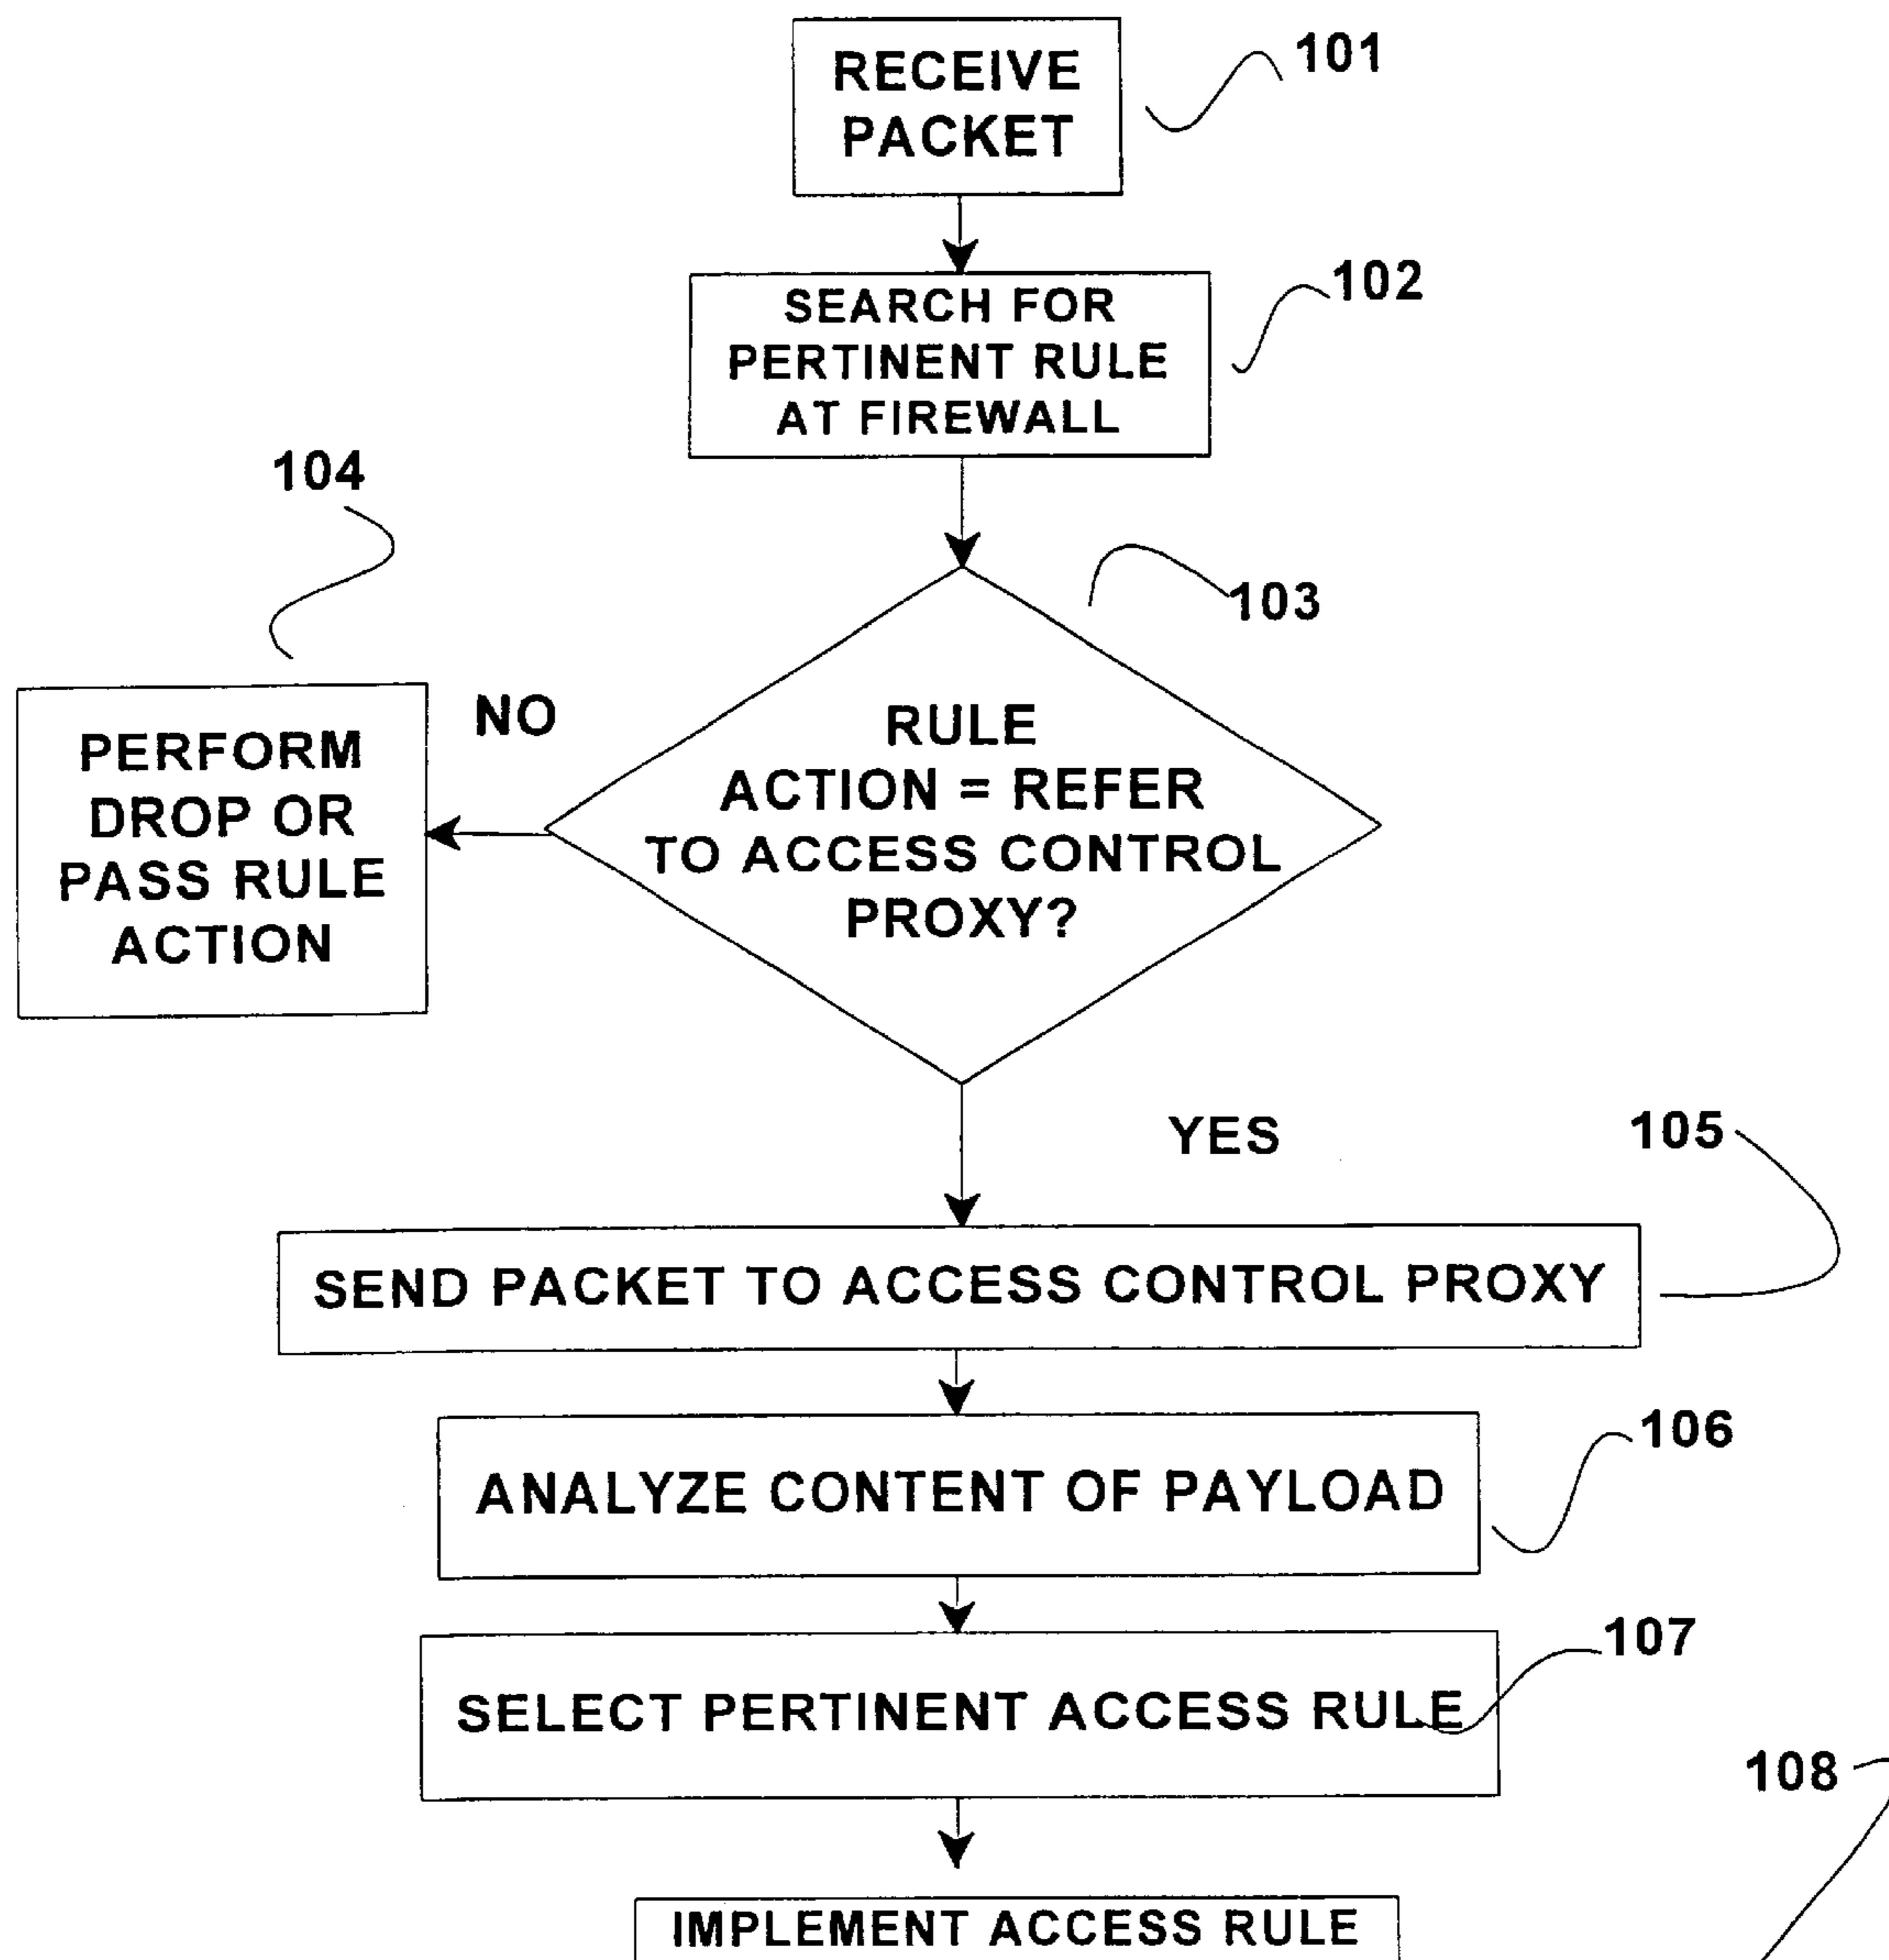 RECEIVE
PACKET
101
SEARCH FOR
PERTINENT RULE
AT FIREWALL
102
104
103
PERFORM
DROP OR
PASS RULE
ACTION
NO
RULE
ACTION = REFER
TO ACCESS CONTROL
PROXY?
YES
105
SEND PACKET TO ACCESS CONTROL PROXY
106
ANALYZE CONTENT OF PAYLOAD
107
SELECT PERTINENT ACCESS RULE
108
IMPLEMENT ACCESS RULE